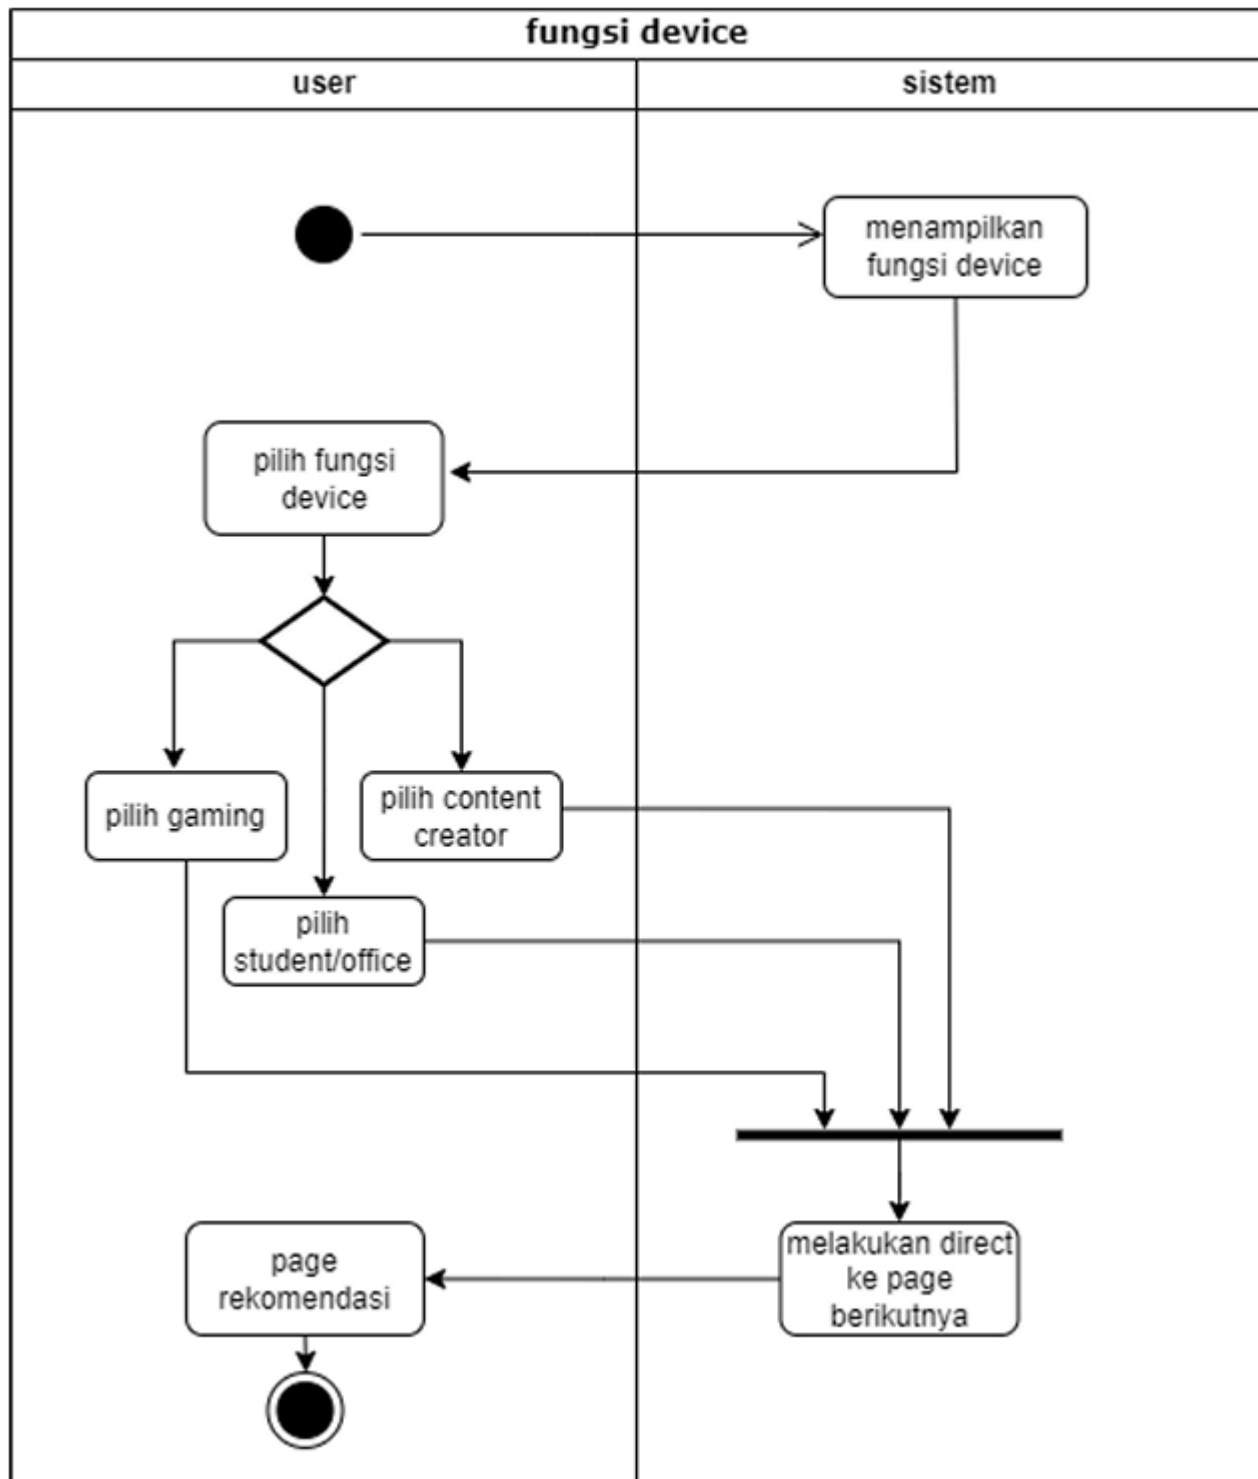 fungsi device
user
sistem
menampilkan
fungsi device
pilih fungsi
device
pilih gaming
pilih content
creator
pilih
student/office
page
rekomendasi
melakukan direct
ke page
berikutnya